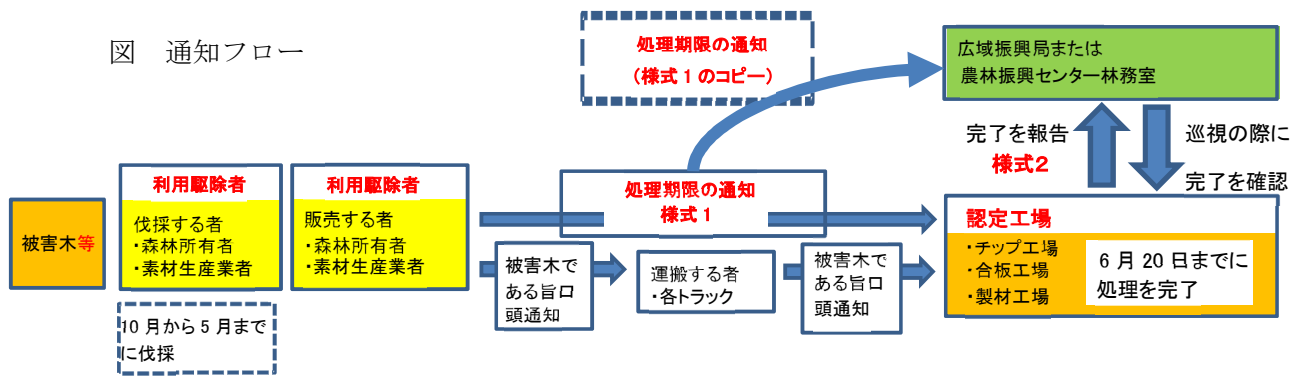 図　通知フロー
処理期限の通知
（様式１のコピー）
広域振興局または
農林振興センター林務室
完了を報告
様式２
巡視の際に
完了を確認
被害木等
利用駆除者
伐採する者
・森林所有者
・素材生産業者
10 月から 5 月まで
に伐採
利用駆除者
販売する者
・森林所有者
・素材生産業者
処理期限の通知
様式１
被害木で
ある旨口
頭通知
運搬する者
・各トラック
被害木で
ある旨口
頭通知
認定工場
・チップ工場
・合板工場
・製材工場
6 月 20 日までに
処理を完了